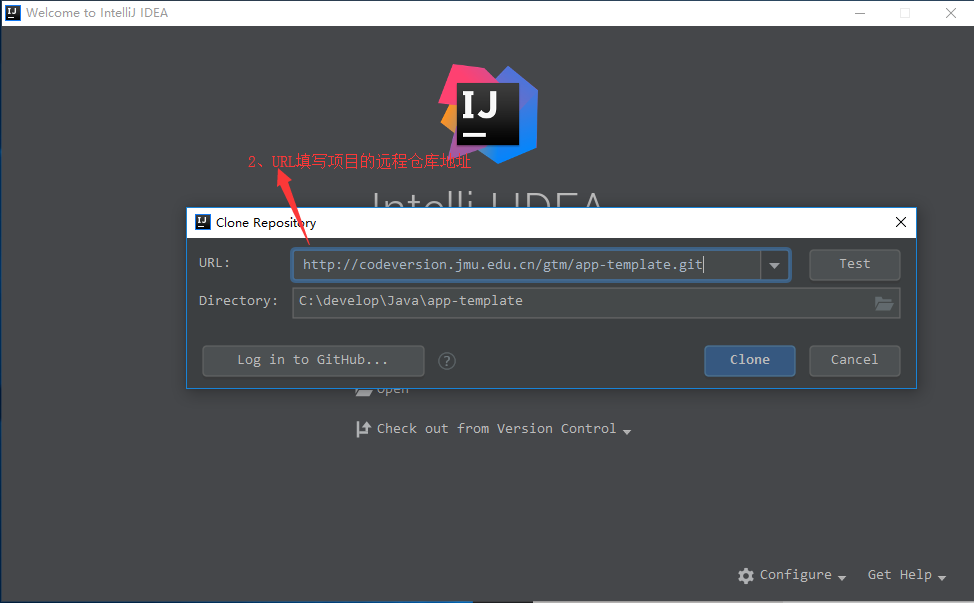 IJ Welcome to IntelliJ IDEA
IJ
2、URL填写项目的远程仓库地址
IntelliJ IDEA
IJ Clone Repository
URL: http://codeversion.jmu.edu.cn/gtm/app-template.git Test
Directory: C:\develop\Java\app-template
Log in to GitHub... ? Clone Cancel
Open
Check out from Version Control
Configure Get Help